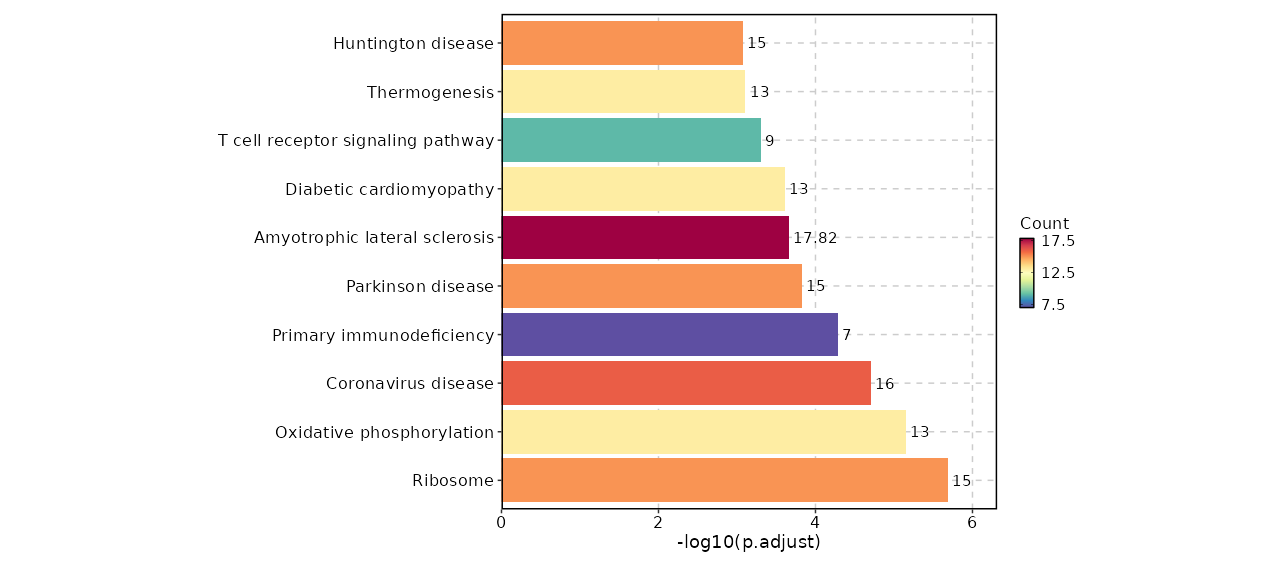 Huntington disease 15
Thermogenesis 13
T cell receptor signaling pathway 9
Diabetic cardiomyopathy 13
Amyotrophic lateral sclerosis 17.82
Parkinson disease 15
Primary immunodeficiency 7
Coronavirus disease 16
Oxidative phosphorylation 13
Ribosome 15
0 2 4 6
-log10(p.adjust)
Count
17.5
12.5
7.5